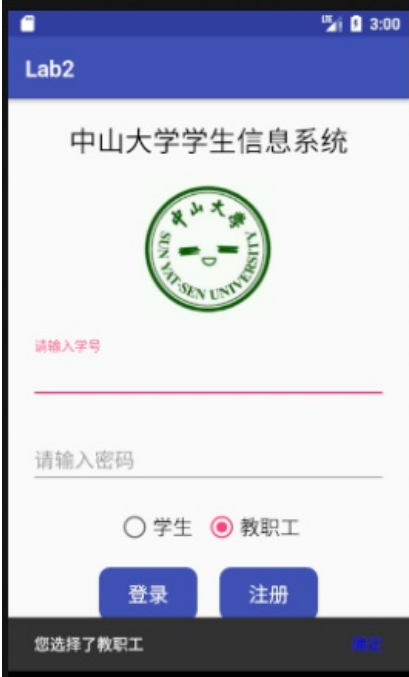 LTE 3:00
Lab2
中山大学学生信息系统
中山大学
SUN YAT-SEN UNIVERSITY
请输入学号
请输入密码
学生 教职工
登录 注册
您选择了教职工